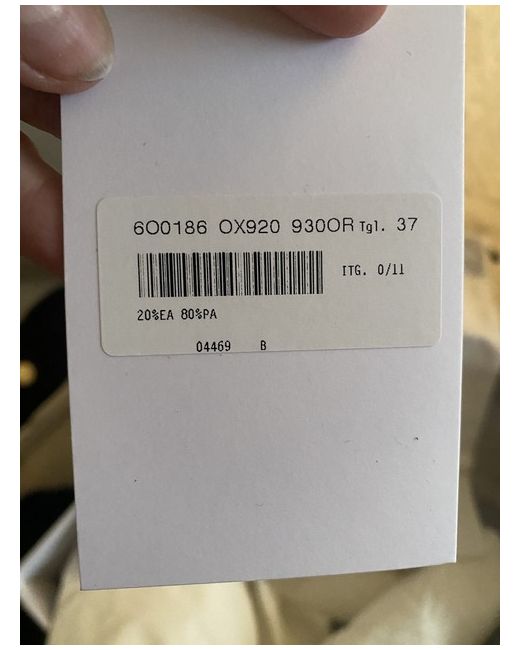 6O0186 OX920 930OR Tgl. 37
ITG. 0/11
20%EA 80%PA
04469 B